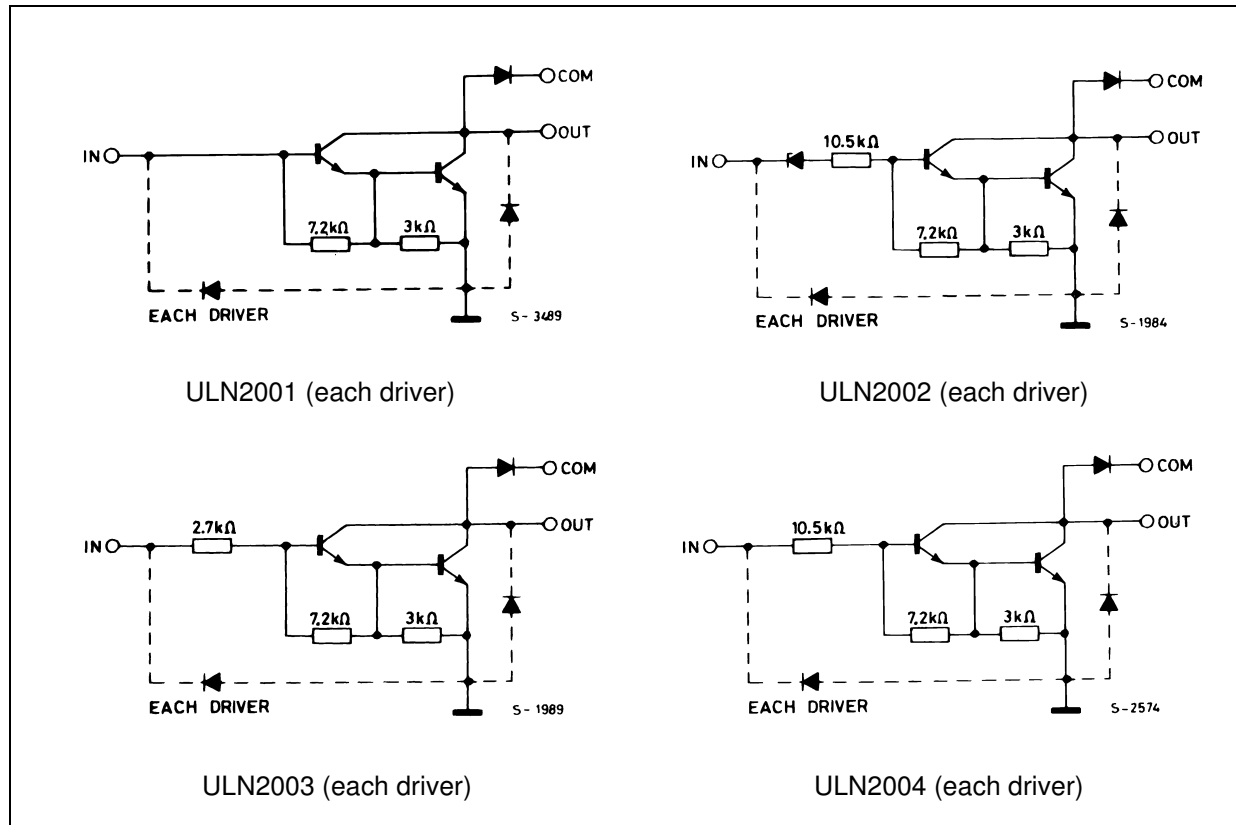 COM
OUT
IN
7.2kΩ
3kΩ
EACH DRIVER
S- 3489
ULN2001 (each driver)
COM
OUT
IN
10.5kΩ
7.2kΩ
3kΩ
EACH DRIVER
S-1984
ULN2002 (each driver)
COM
OUT
IN
2.7kΩ
7.2kΩ
3kΩ
EACH DRIVER
S- 1989
ULN2003 (each driver)
COM
OUT
IN
10.5kΩ
7.2kΩ
3kΩ
EACH DRIVER
S-2574
ULN2004 (each driver)